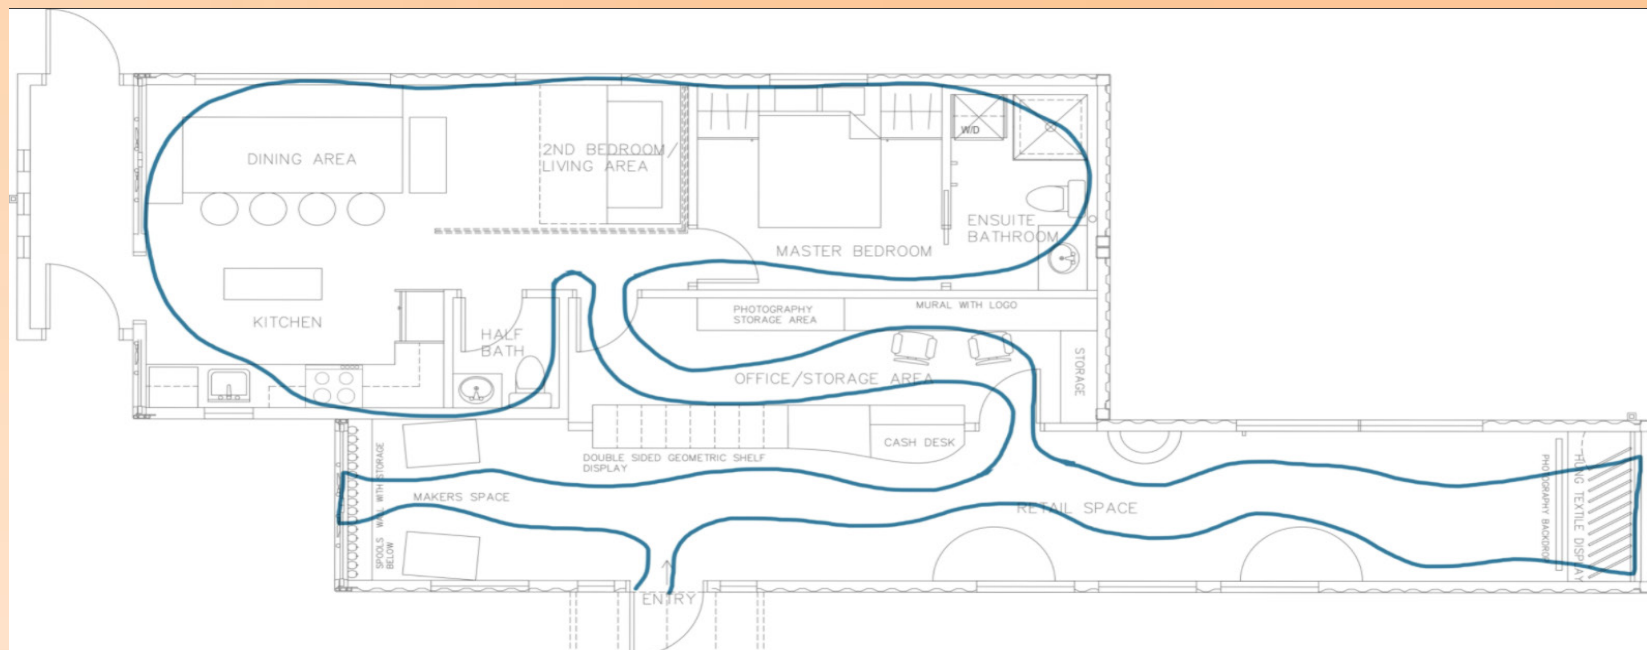 DINING AREA
2ND BEDROOM/
LIVING AREA
W/D
ENSUITE
BATHROOM
MASTER BEDROOM
KITCHEN
HALF
BATH
PHOTOGRAPHY
STORAGE AREA
MURAL WITH LOGO
OFFICE/STORAGE AREA
STORAGE
CASH DESK
DOUBLE SIDED GEOMETRIC SHELF
DISPLAY
SPOOLS WALL WITH STORAGE
BELOW
MAKERS SPACE
RETAIL SPACE
PHOTOGRAPHY BACKDROP
HUNG TEXTILE DISPLAY
ENTRY